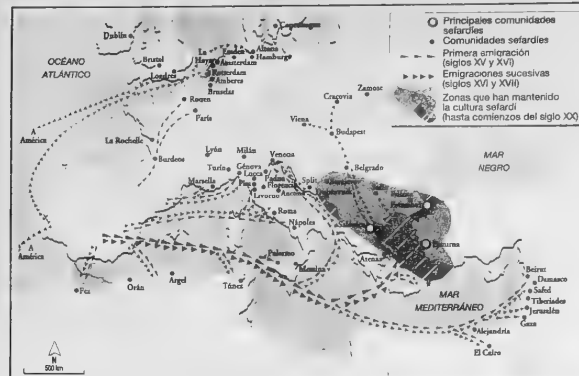 Principales comunidades
sefardíes
Comunidades sefardíes
Primera emigración
(siglos XV y XVI)
Emigraciones sucesivas
(siglos XVI y XVII)
Zonas que han mantenido
la cultura sefardí
(hasta comienzos del siglo XX)
OCÉANO
ATLÁNTICO
Dublín
Bristol
Londres
La
Haya
Emden
Altona
Hamburgo
Amsterdam
Rotterdam
Amberes
Bruselas
Copenhague
Rouen
París
La Rochelle
Burdeos
Cracovia
Zamosc
Viena
Budapest
Belgrado
MAR
NEGRO
A
América
Lyón
Milán
Venecia
Turín
Génova
Lucca
Padua
Split
Marsella
Pisa
Florencia
Livorno
Ancona
Roma
Nápoles
A
América
Palermo
Messina
Atenas
Esmirna
Fez
Orán
Argel
Túnez
MAR
MEDITERRÁNEO
Beirut
Damasco
Safed
Tiberíades
Jerusalén
Gaza
Alejandría
El Cairo
N
500 km